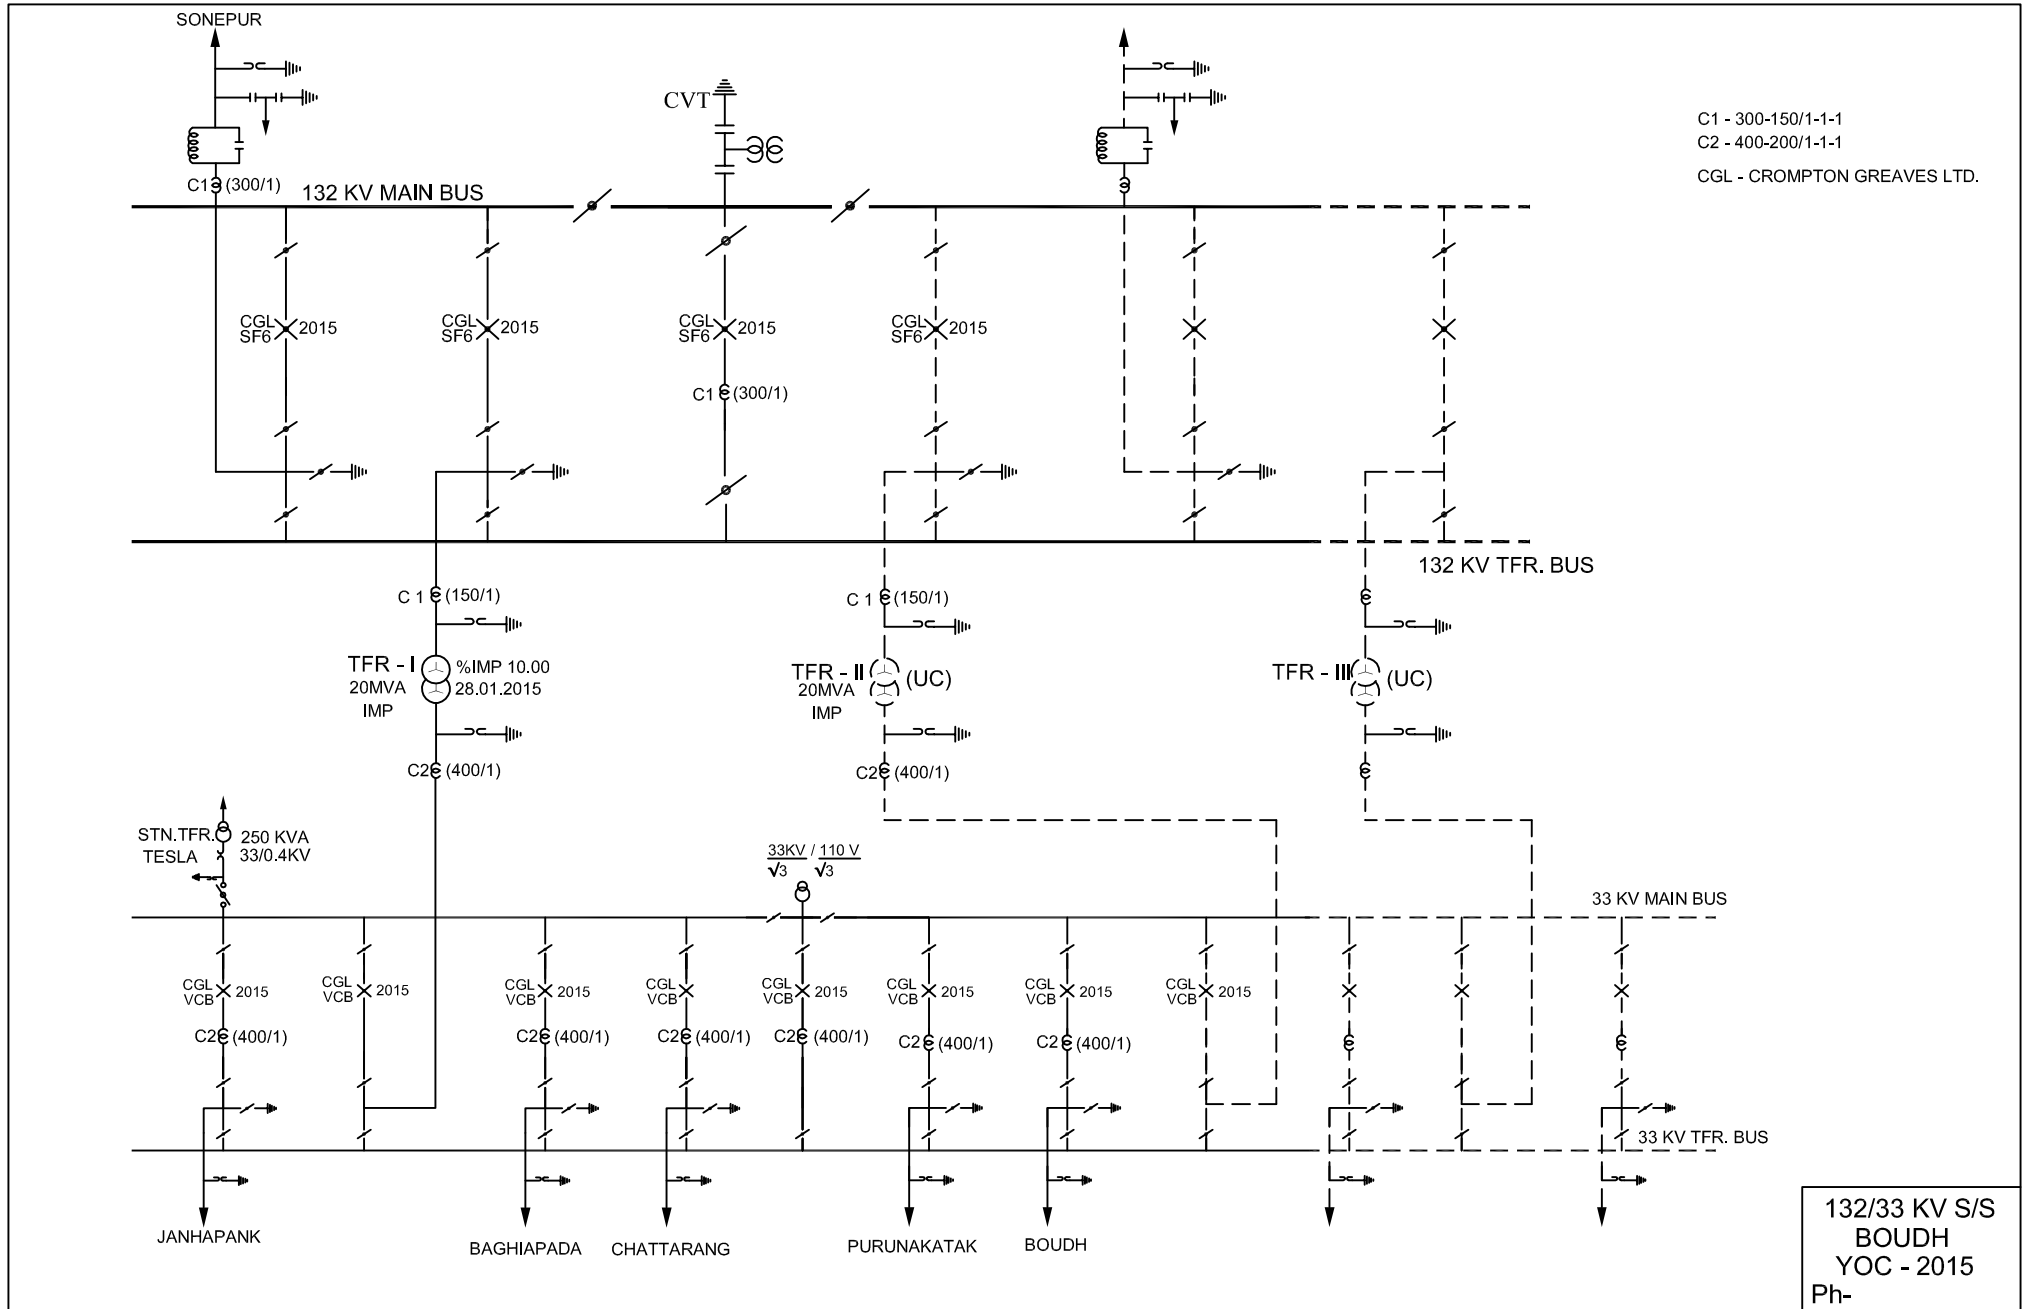 SONEPUR
CVT
C1 - 300-150/1-1-1
C2 - 400-200/1-1-1
CGL - CROMPTON GREAVES LTD.
C1 (300/1)
132 KV MAIN BUS
CGL
SF6
2015
CGL
SF6
2015
CGL
SF6
2015
CGL
SF6
2015
C1 (300/1)
132 KV TFR. BUS
C 1 (150/1)
C 1 (150/1)
TFR - I
20MVA
IMP
%IMP 10.00
28.01.2015
TFR - II
20MVA
IMP
(UC)
TFR - III
(UC)
C2 (400/1)
C2 (400/1)
STN.TFR.
TESLA
250 KVA
33/0.4KV
33KV / 110 V
√3 √3
33 KV MAIN BUS
CGL
VCB
2015
CGL
VCB
2015
CGL
VCB
2015
CGL
VCB
CGL
VCB
2015
CGL
VCB
2015
CGL
VCB
2015
CGL
VCB
2015
C2 (400/1)
C2 (400/1)
C2 (400/1)
C2 (400/1)
C2 (400/1)
C2 (400/1)
33 KV TFR. BUS
JANHAPANK
BAGHIAPADA
CHATTARANG
PURUNAKATAK
BOUDH
132/33 KV S/S
BOUDH
YOC - 2015
Ph-